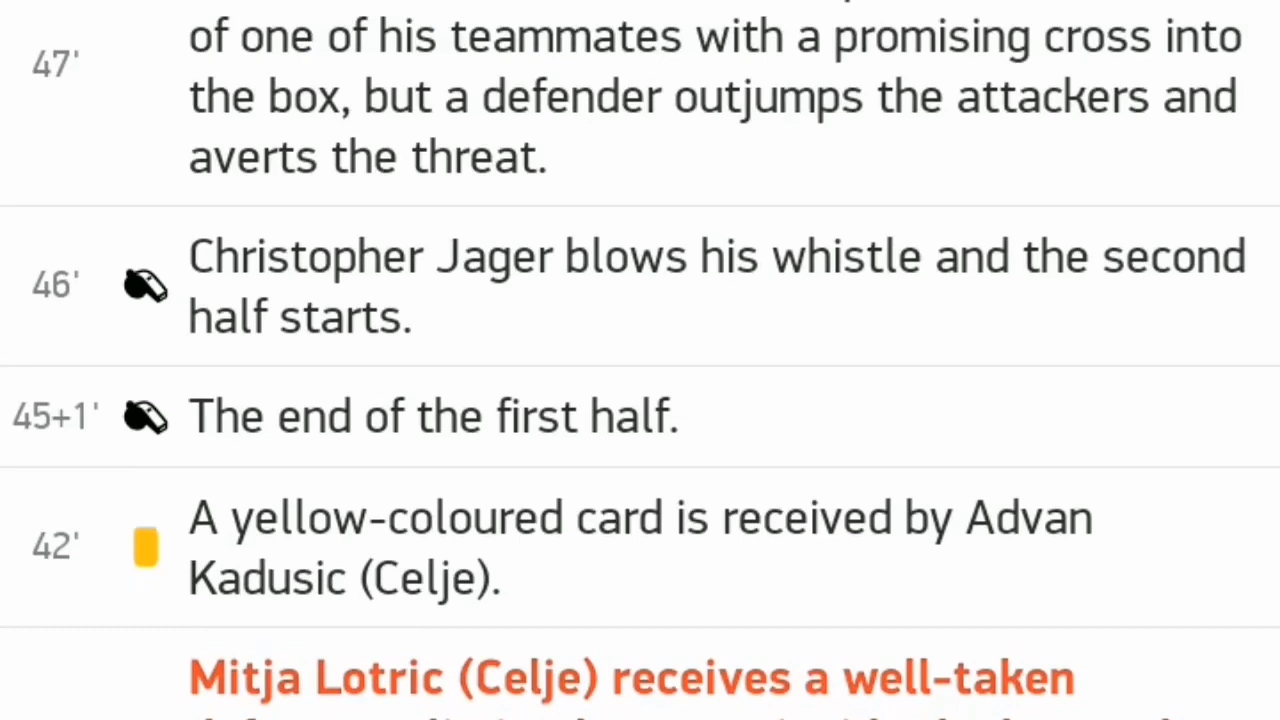 of one of his teammates with a promising cross into
47'
the box, but a defender outjumps the attackers and
averts the threat.
Christopher Jager blows his whistle and the second
46'
half starts.
45+1' The end of the first half.
A yellow-coloured card is received by Advan
42'
Kadusic (Celje).
Mitja Lotric (Celje) receives a well-taken